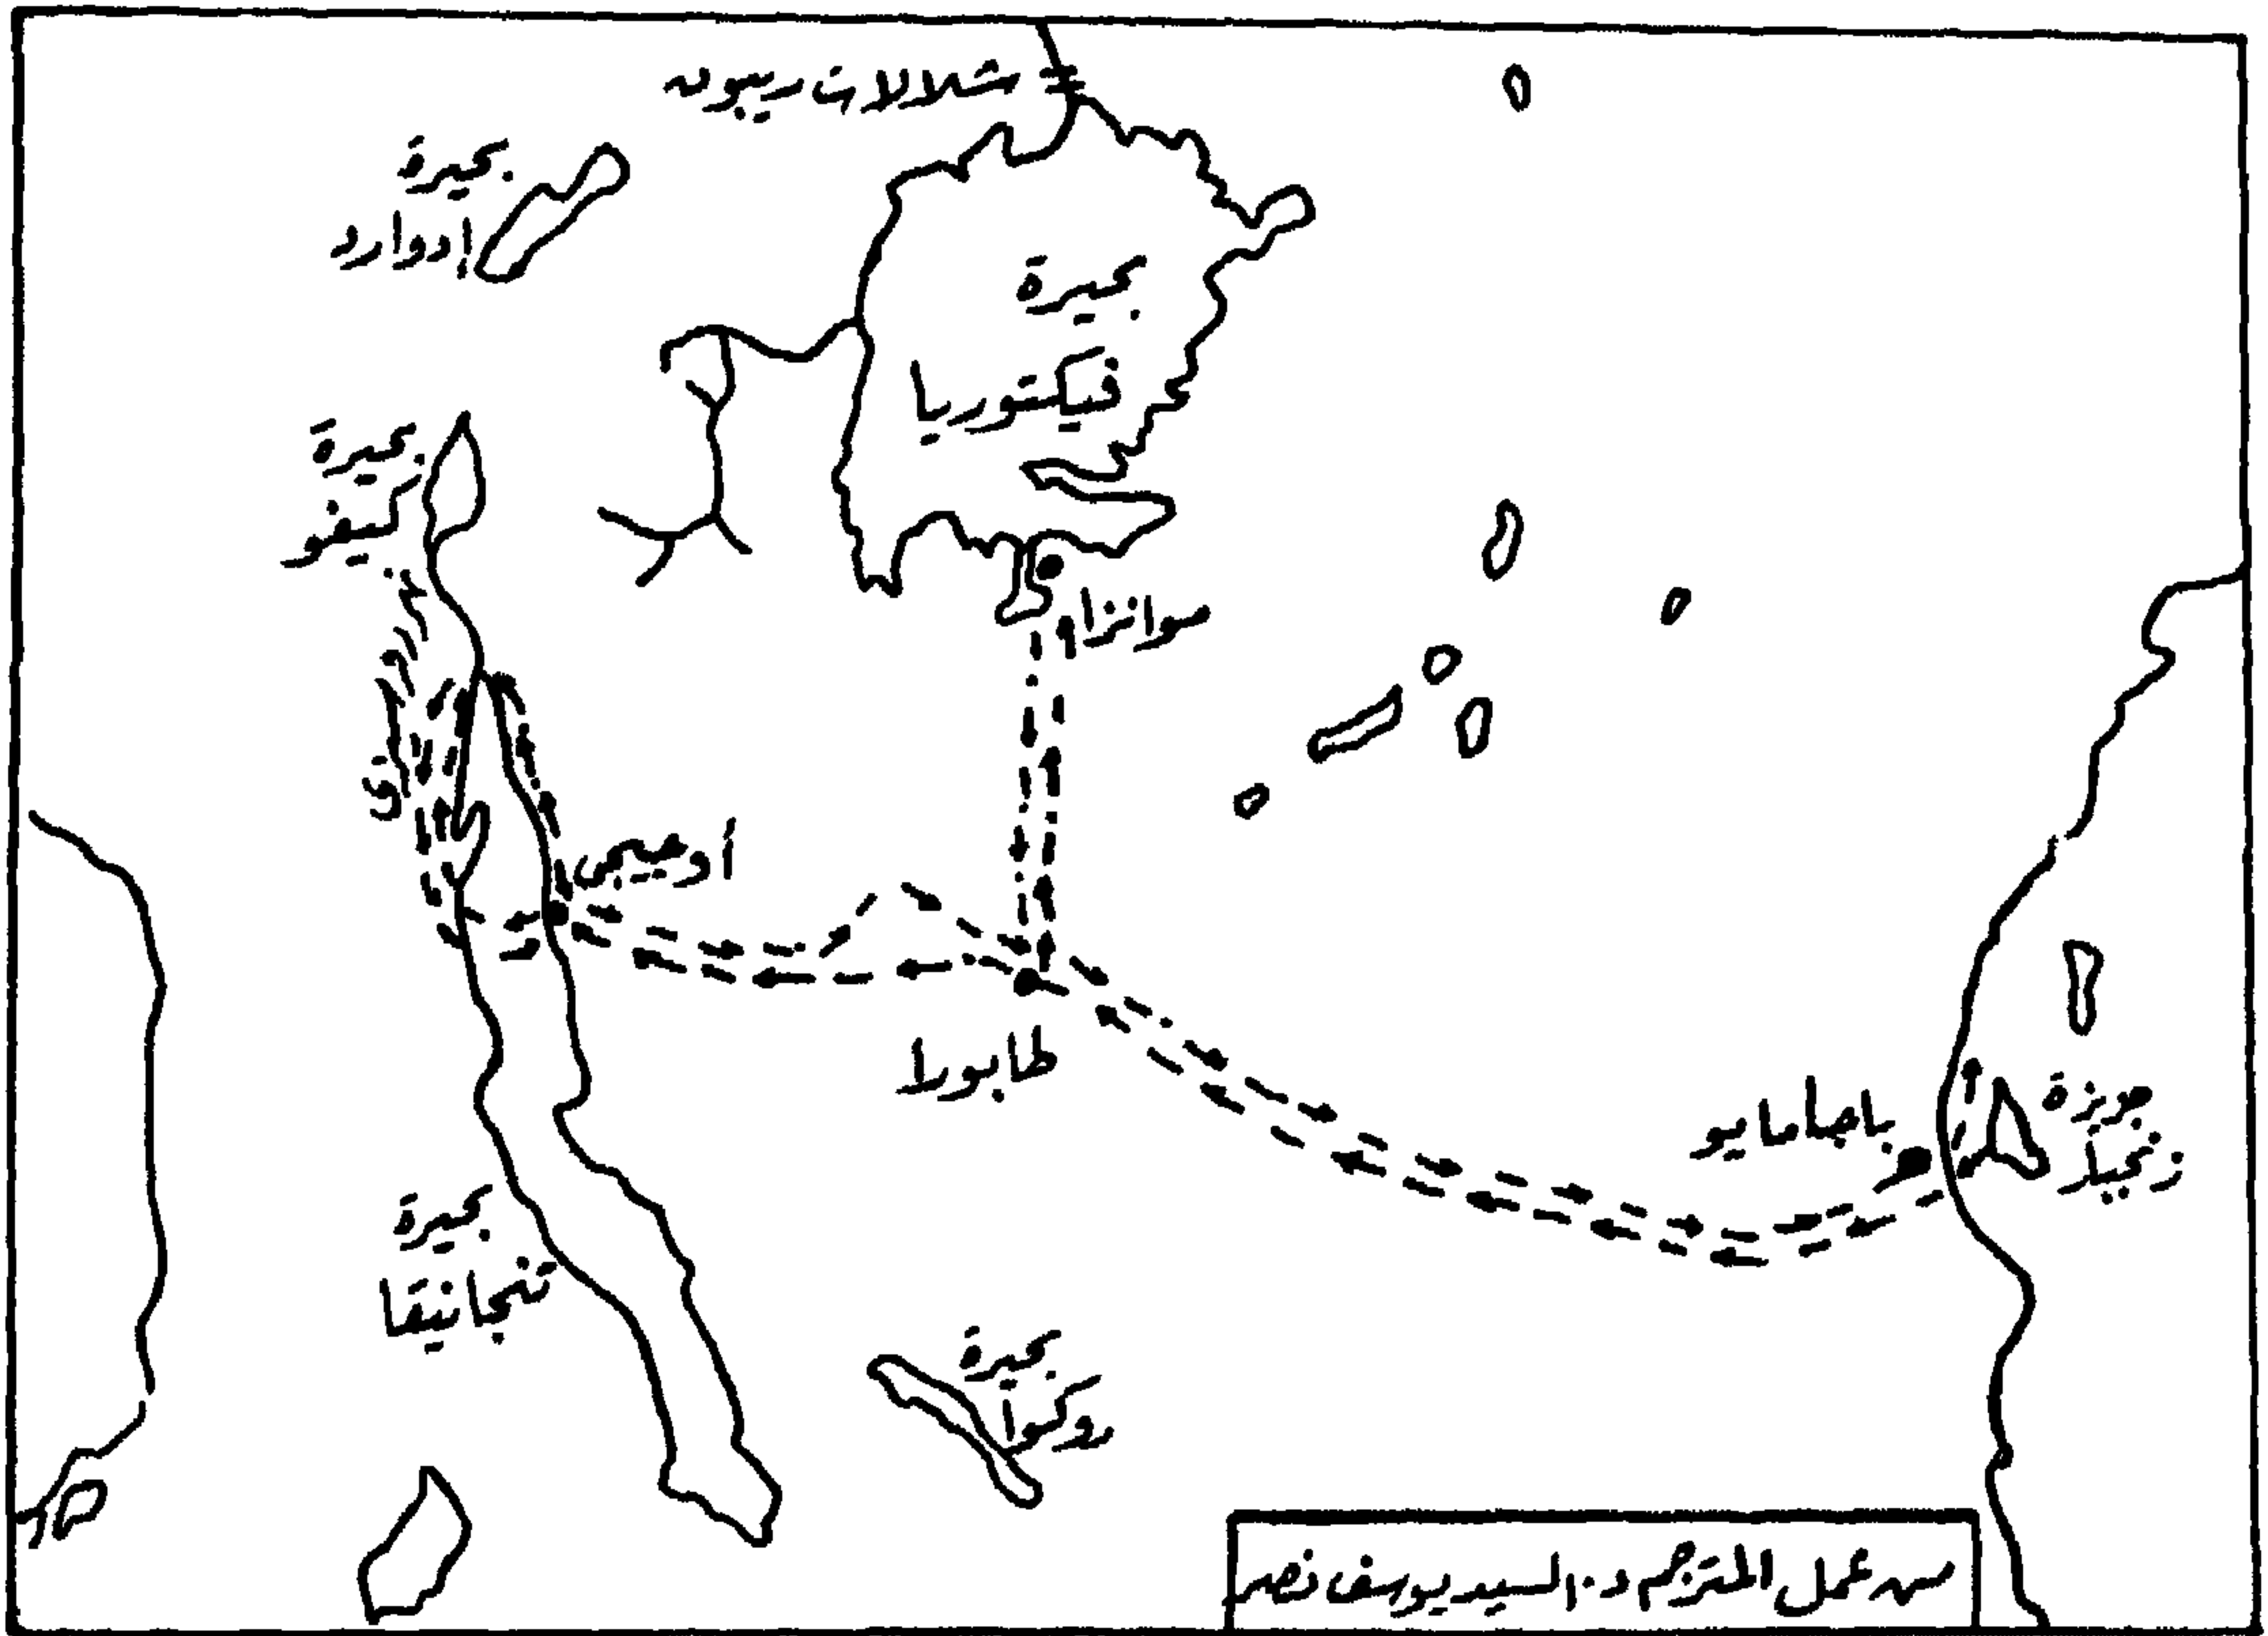 شلالات ريبون
بحيرة
إدوارد
بحيرة
فيكتوريا
بحيرة
كيفو
موانزا
أوجيجي
طابورا
باجامايو
جزيرة
زنجبار
بحيرة
تنجانيقا
بحيرة
ركوا
من عمل المترجم د. السيد يوسف نصر